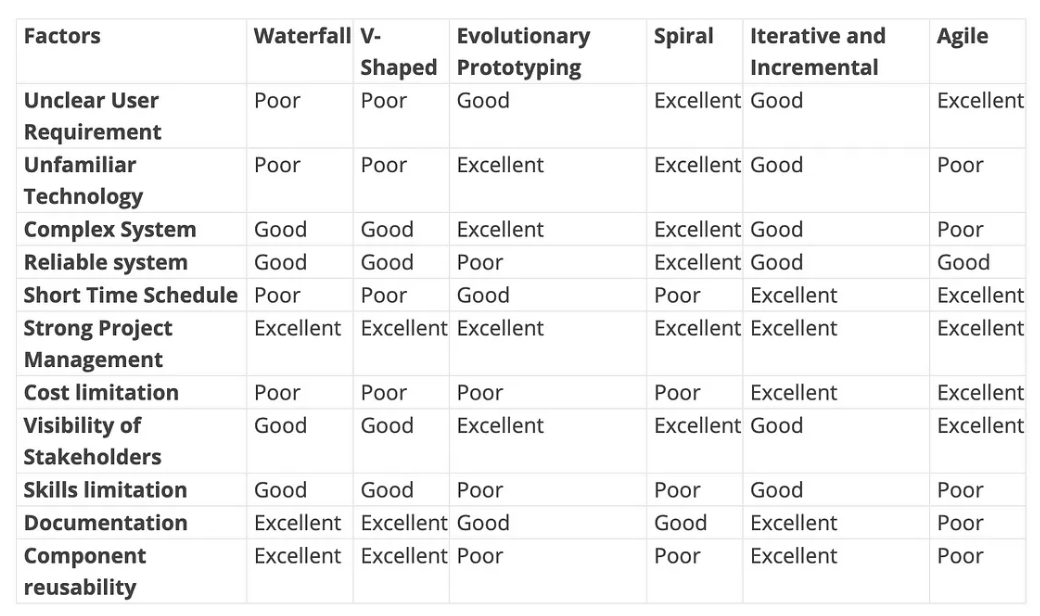 Factors Waterfall V- Evolutionary Spiral Iterative and Agile
Shaped Prototyping Incremental
Unclear User Poor Poor Good Excellent Good Excellent
Requirement
Unfamiliar Poor Poor Excellent Excellent Good Poor
Technology
Complex System Good Good Excellent Excellent Good Poor
Reliable system Good Good Poor Excellent Good Good
Short Time Schedule Poor Poor Good Poor Excellent Excellent
Strong Project Excellent Excellent Excellent Excellent Excellent Excellent
Management
Cost limitation Poor Poor Poor Poor Excellent Excellent
Visibility of Good Good Excellent Excellent Good Excellent
Stakeholders
Skills limitation Good Good Poor Poor Good Poor
Documentation Excellent Excellent Good Good Excellent Poor
Component Excellent Excellent Poor Poor Excellent Poor
reusability